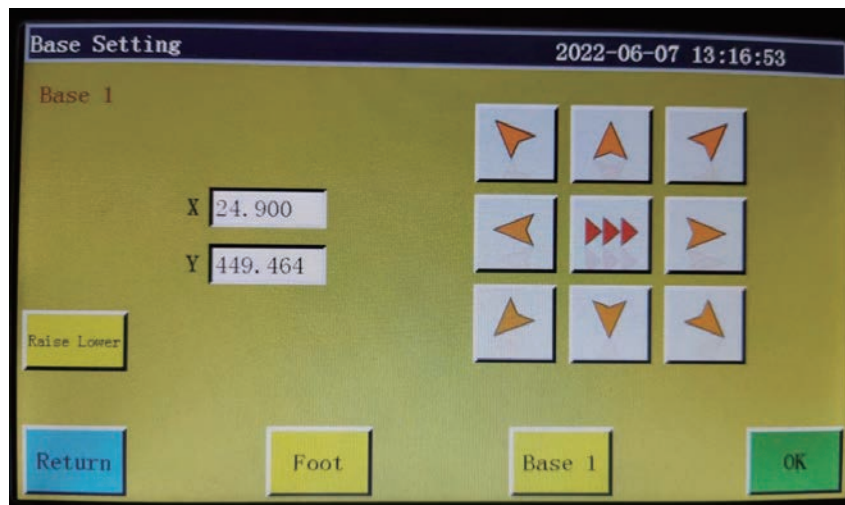 Base Setting 2022-06-07 13:16:53
Base 1
X 24.900
Y 449.464
Raise Lower
Return Foot Base 1 OK